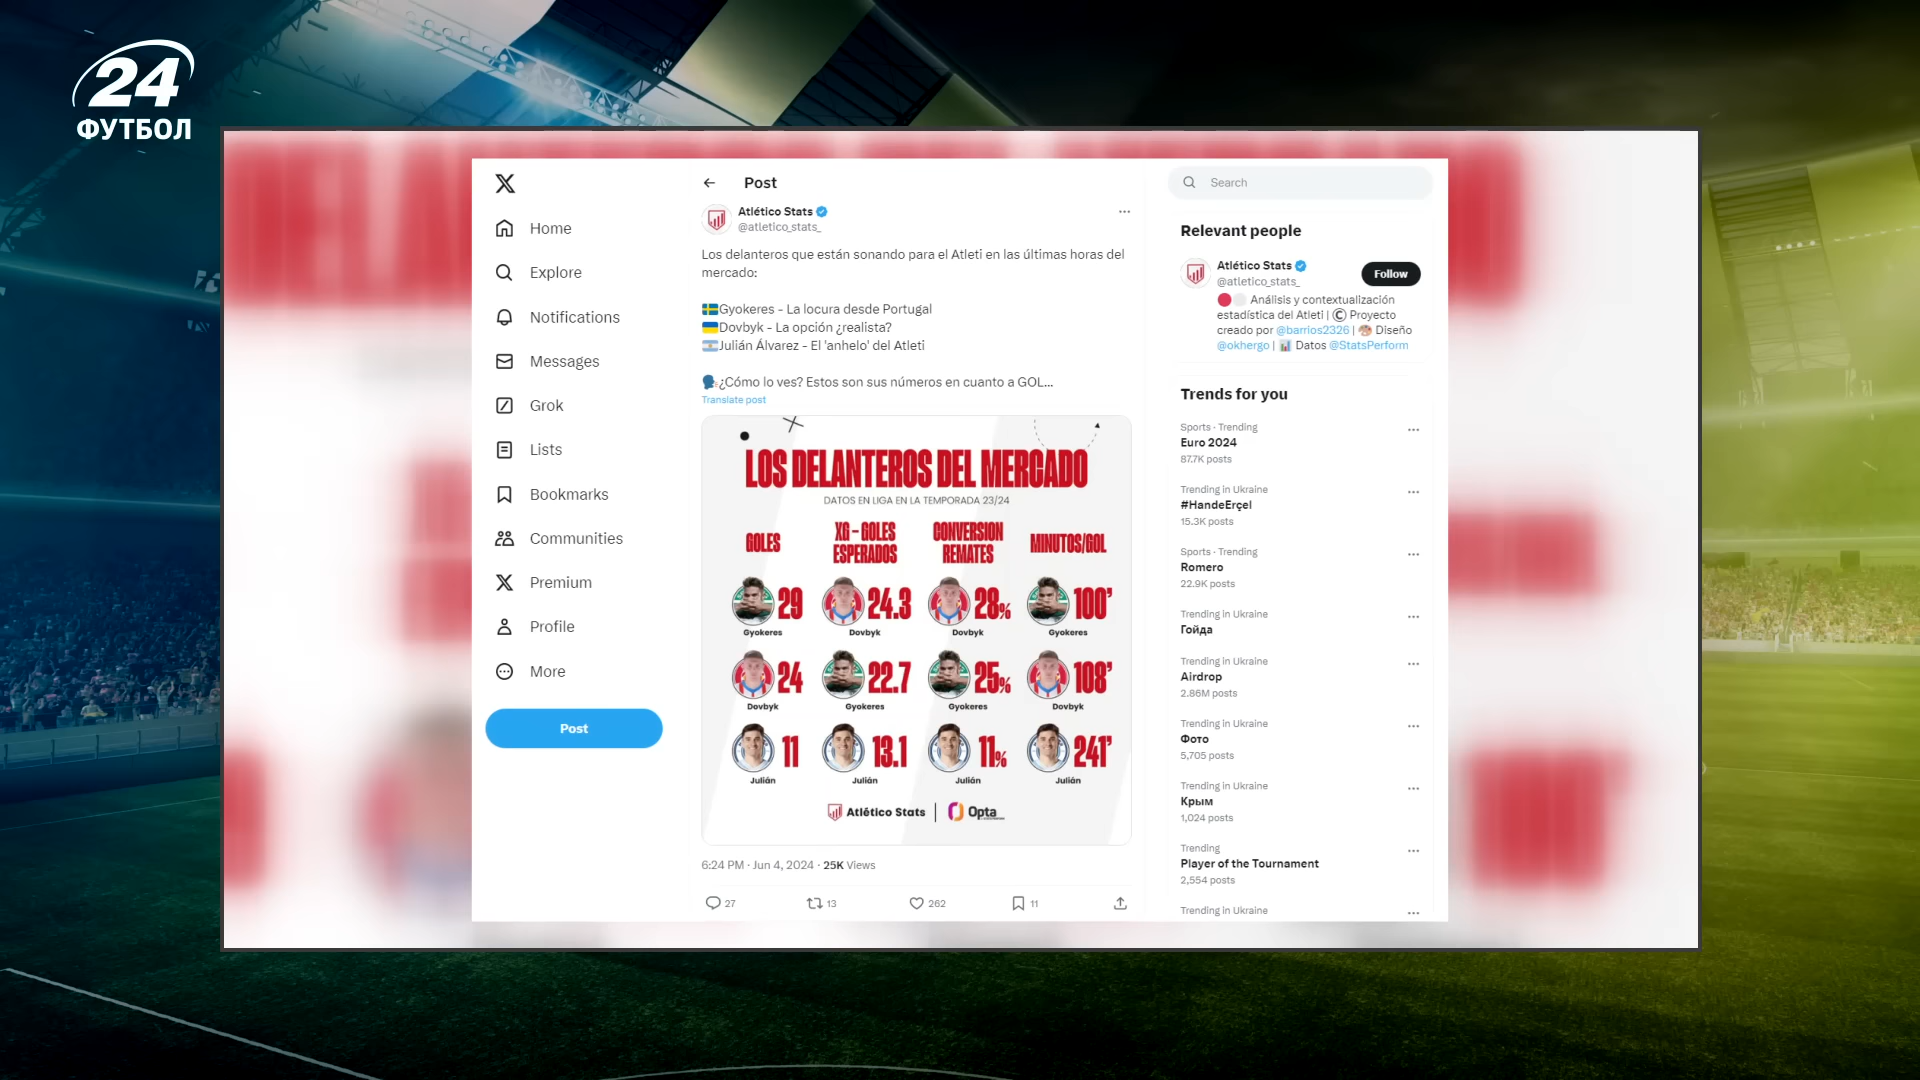 24
ФУТБОЛ
Home
Explore
Notifications
Messages
Grok
Lists
Bookmarks
Communities
Premium
Profile
More
Post
Post
Atlético Stats
@atletico_stats_
Los delanteros que están sonando para el Atleti en las últimas horas del
mercado:
Gyokeres - La locura desde Portugal
Dovbyk - La opción ¿realista?
Julián Álvarez - El 'anhelo' del Atleti
¿Cómo lo ves? Estos son sus números en cuanto a GOL...
Translate post
LOS DELANTEROS DEL MERCADO
DATOS EN LIGA EN LA TEMPORADA 23/24
GOLES
XG - GOLES
ESPERADOS
CONVERSION
REMATES
MINUTOS/GOL
29 24.3 28% 100'
Gyokeres Dovbyk Dovbyk Gyokeres
24 22.7 25% 108'
Dovbyk Gyokeres Gyokeres Dovbyk
11 13.1 11% 241'
Julián Julián Julián Julián
Atlético Stats | Opta
6:24 PM · Jun 4, 2024 · 25K Views
27 13 262 11
Search
Relevant people
Atlético Stats
@atletico_stats_
Follow
Análisis y contextualización
estadística del Atleti | © Proyecto
creado por @barrios2326 | Diseño
@okhergo | Datos @StatsPerform
Trends for you
Sports · Trending
Euro 2024
87.7K posts
Trending in Ukraine
#HandeErçel
15.3K posts
Sports · Trending
Romero
22.9K posts
Trending in Ukraine
Гойда
Trending in Ukraine
Airdrop
2.86M posts
Trending in Ukraine
Фото
5,705 posts
Trending in Ukraine
Крым
1,024 posts
Trending
Player of the Tournament
2,554 posts
Trending in Ukraine